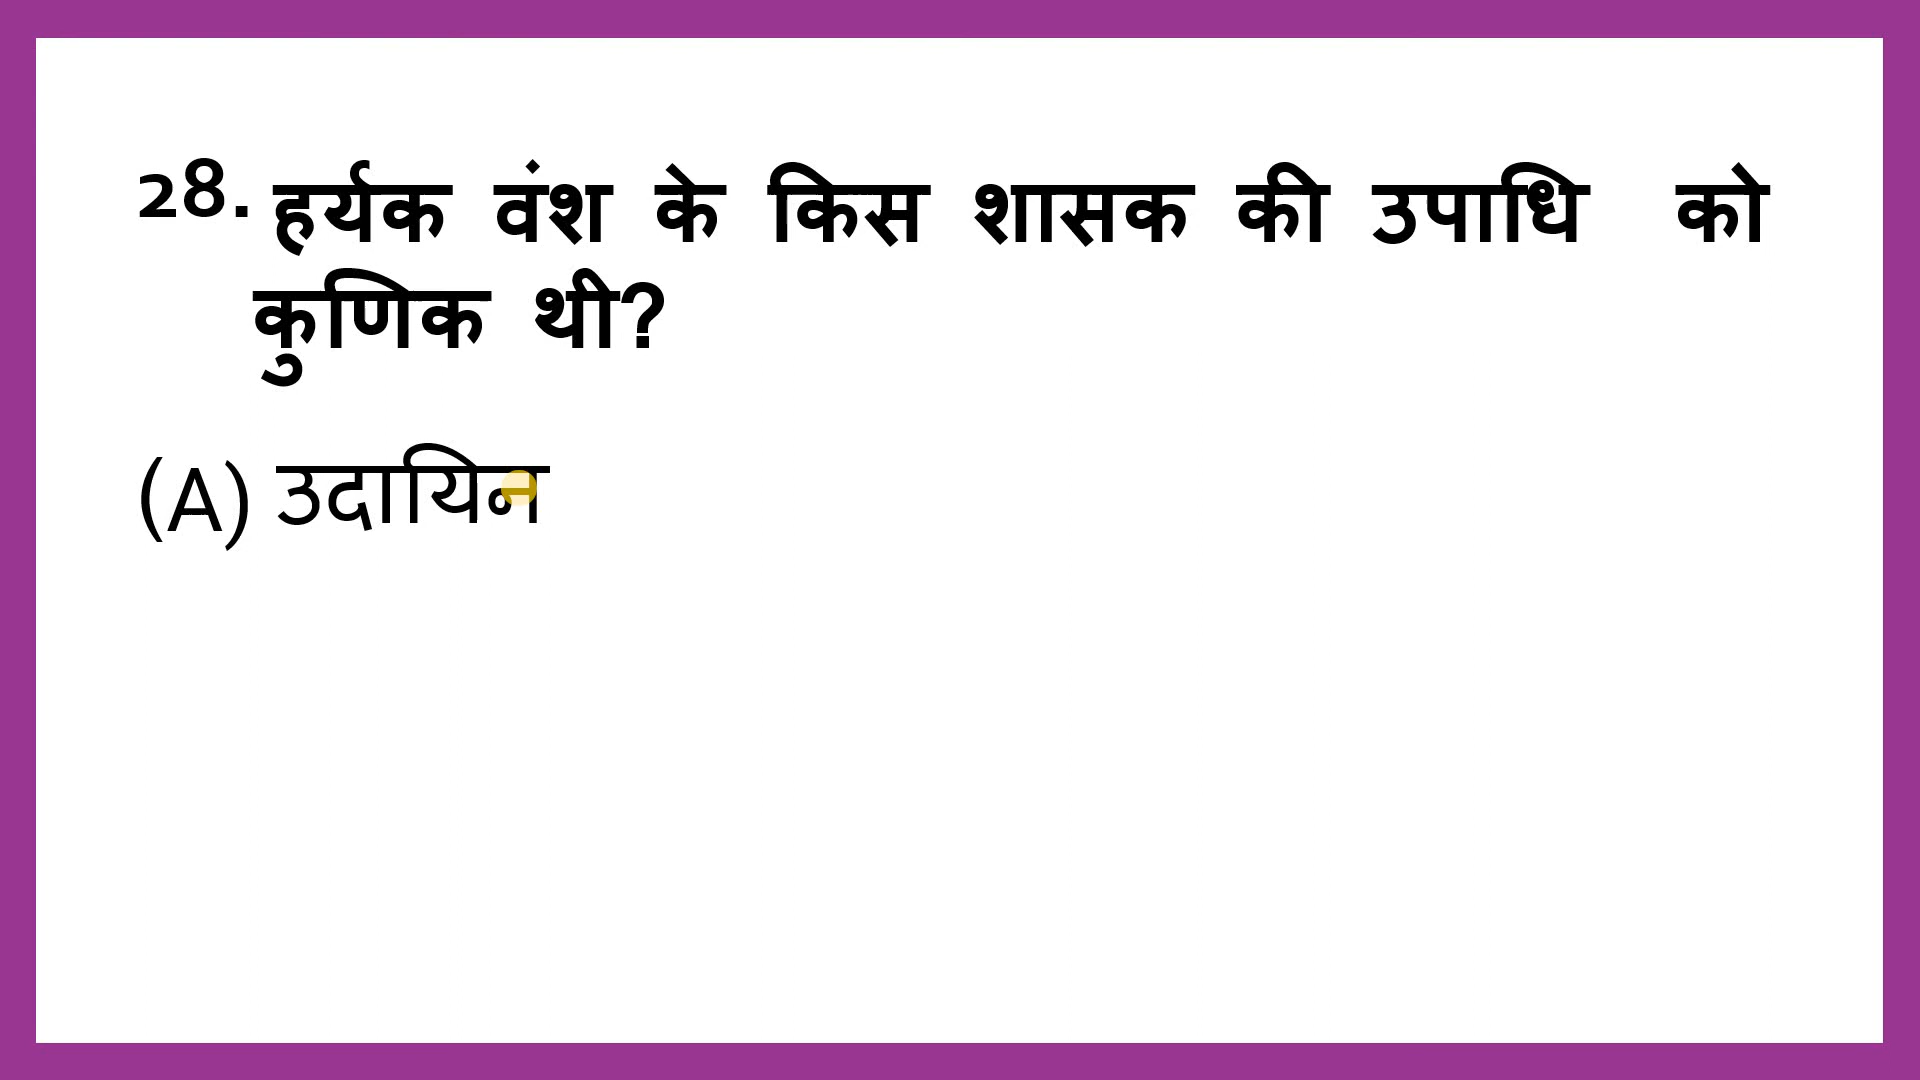 28. हर्यक वंश के किस शासक की उपाधि को
कुणिक थी?
(A) उदायिन